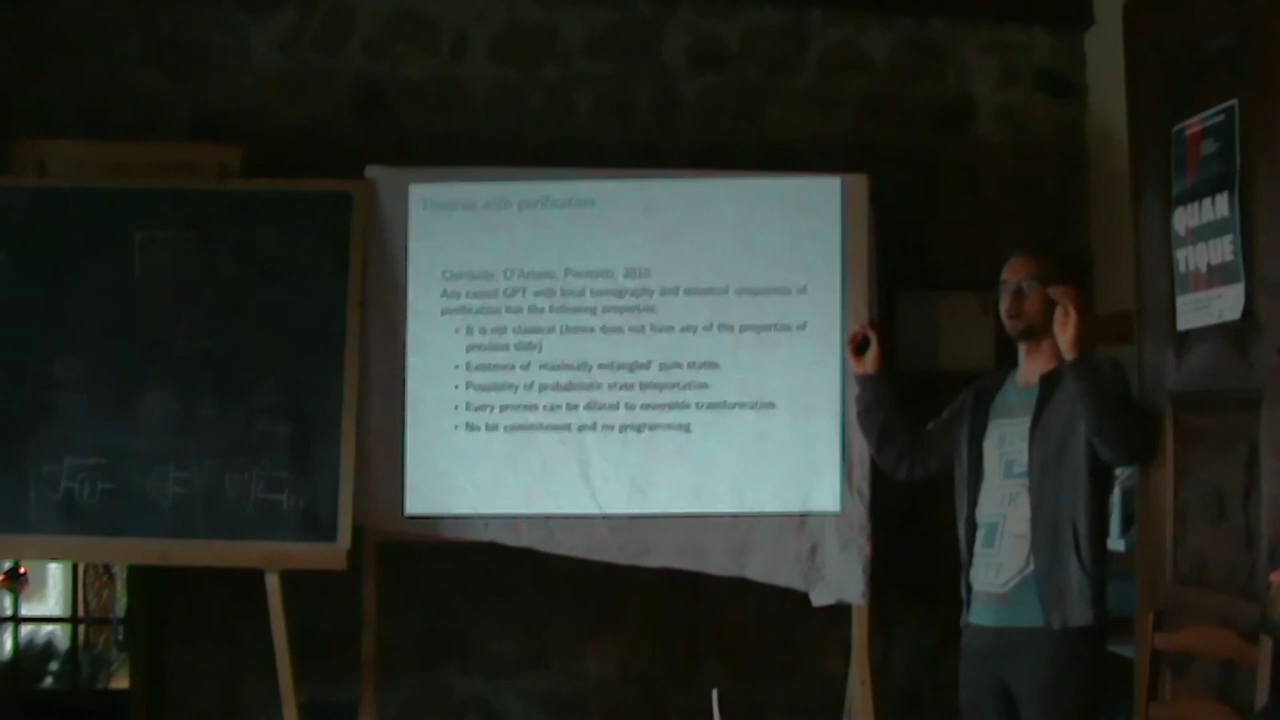 Theories with purification
Chiribella, D'Ariano, Perinotti, 2010
Any causal GPT with local tomography and essential uniqueness of
purification has the following properties:
• It is not classical (hence does not have any of the properties of
previous slide)
• Existence of "maximally entangled" pure states
• Possibility of probabilistic state teleportation
• Every process can be dilated to reversible transformation
• No bit commitment and no programming
QUAN
TIQUE